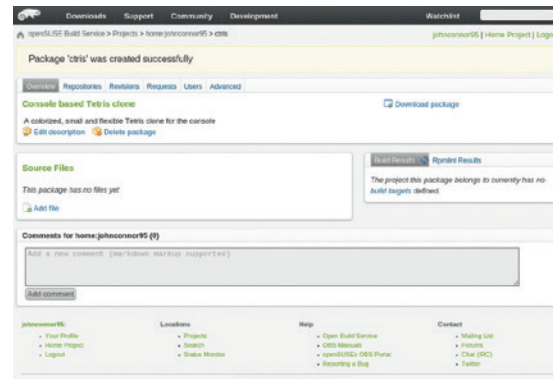 Downloads Support Community Development Watchlist
openSUSE Build Service > Projects > home:johnconnor95 > ctris
johnconnor95 | Home Project | Logo
Package 'ctris' was created successfully
Overview Repositories Revisions Requests Users Advanced
Console based Tetris clone
Download package
A colorized, small and flexible Tetris clone for the console
Edit description Delete package
Source Files
This package has no files yet
Add file
Build Results Rpmlint Results
The project this package belongs to currently has no
build targets defined.
Comments for home:johnconnor95 (0)
Add a new comment (markdown markup supported)
Add comment
johnconnor95:
Your Profile
Home Project
Logout
Locations
Projects
Search
Status Monitor
Help
Open Build Service
OBS Manuals
openSUSEs OBS Portal
Reporting a Bug
Contact
Mailing List
Forums
Chat (IRC)
Twitter